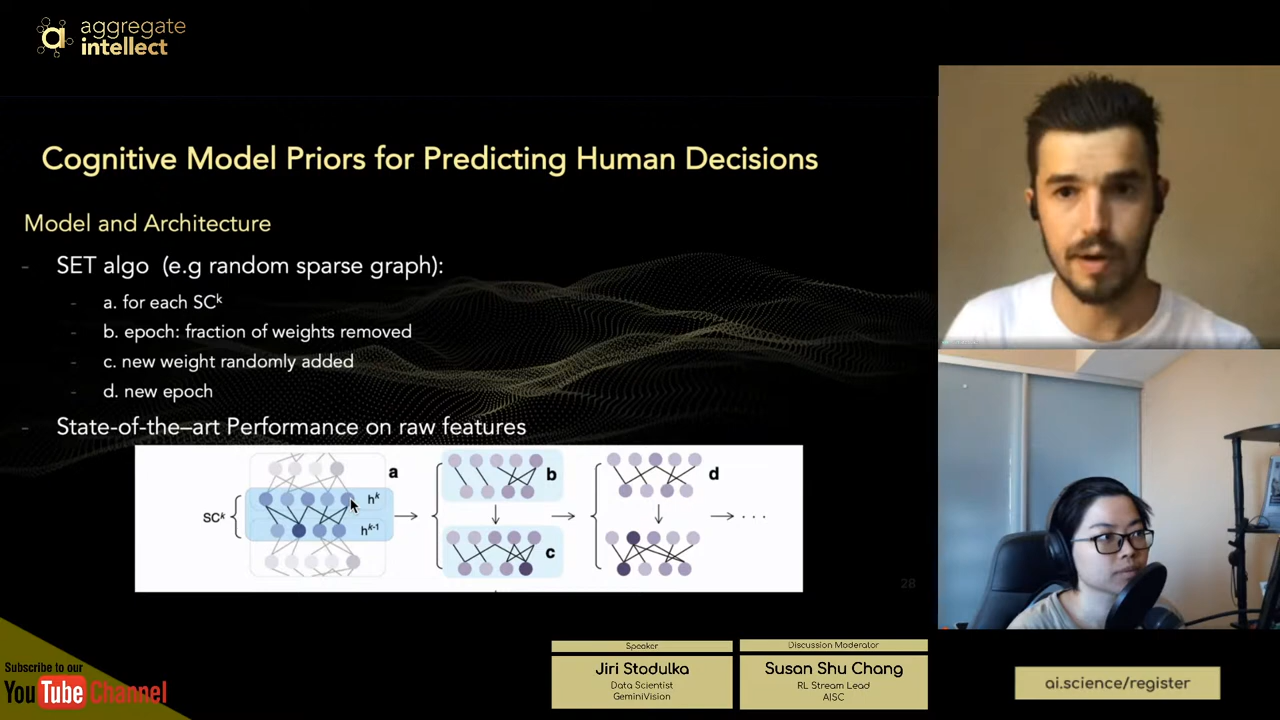 aggregate
intellect
Cognitive Model Priors for Predicting Human Decisions
Model and Architecture
- SET algo (e.g random sparse graph):
- a. for each SCᵏ
- b. epoch: fraction of weights removed
- c. new weight randomly added
- d. new epoch
- State-of-the–art Performance on raw features
a
b
d
hᵏ
SCᵏ
hᵏ⁻¹
c
...
28
Speaker
Jiri Stodulka
Data Scientist
GeminiVision
Discussion Moderator
Susan Shu Chang
RL Stream Lead
AISC
Subscribe to our
YouTube Channel
ai.science/register